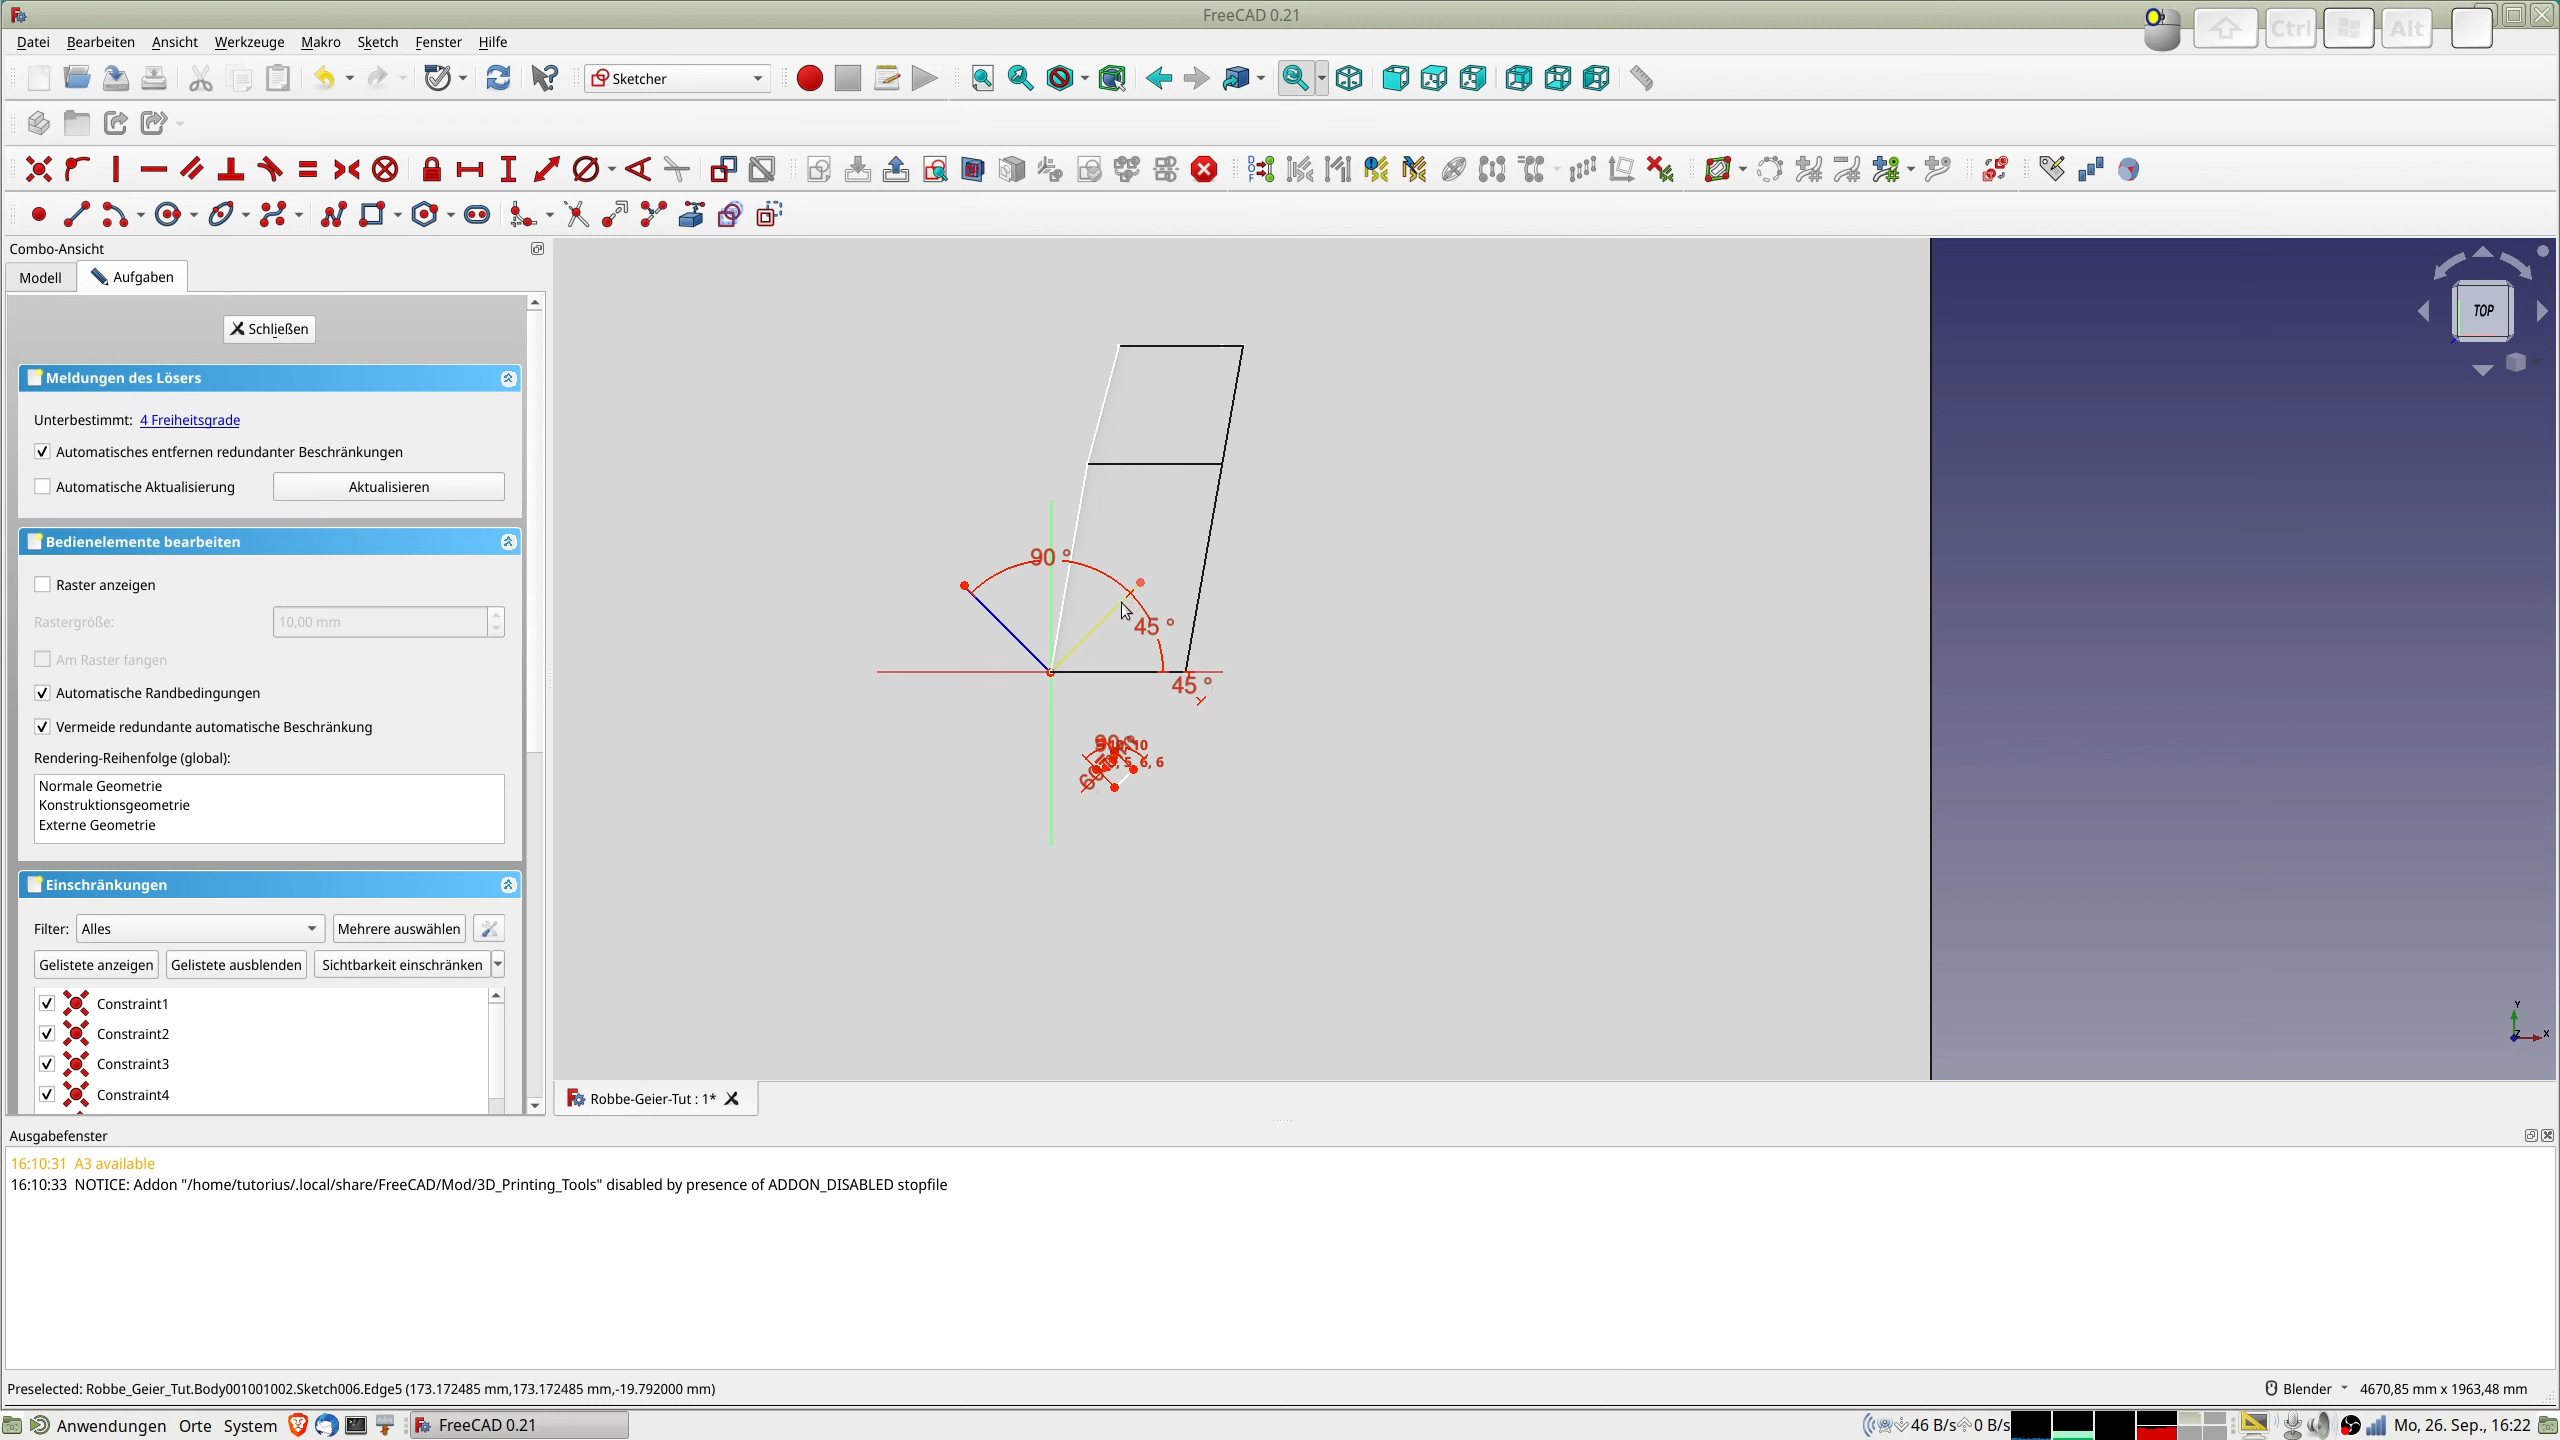 FreeCAD 0.21
Ctrl
Alt
Datei Bearbeiten Ansicht Werkzeuge Makro Sketch Fenster Hilfe
Sketcher
Combo-Ansicht
Modell Aufgaben
Schließen
Meldungen des Lösers
Unterbestimmt: 4 Freiheitsgrade
Automatisches entfernen redundanter Beschränkungen
Automatische Aktualisierung Aktualisieren
Bedienelemente bearbeiten
Raster anzeigen
Rastergröße: 10,00 mm
Am Raster fangen
Automatische Randbedingungen
Vermeide redundante automatische Beschränkung
Rendering-Reihenfolge (global):
Normale Geometrie
Konstruktionsgeometrie
Externe Geometrie
Einschränkungen
Filter: Alles Mehrere auswählen
Gelistete anzeigen Gelistete ausblenden Sichtbarkeit einschränken
Constraint1
Constraint2
Constraint3
Constraint4
90 °
45 °
45 °
TOP
Y
X
Z
Robbe-Geier-Tut : 1*
Ausgabefenster
16:10:31 A3 available
16:10:33 NOTICE: Addon "/home/tutorius/.local/share/FreeCAD/Mod/3D_Printing_Tools" disabled by presence of ADDON_DISABLED stopfile
Preselected: Robbe_Geier_Tut.Body001001002.Sketch006.Edge5 (173.172485 mm,173.172485 mm,-19.792000 mm)
Blender 4670,85 mm x 1963,48 mm
Anwendungen Orte System FreeCAD 0.21 46 B/s 0 B/s Mo, 26. Sep., 16:22